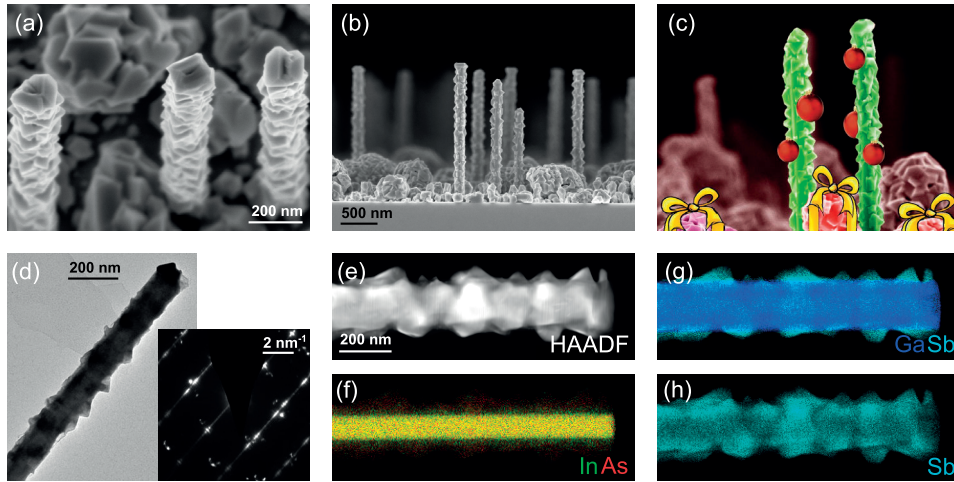 (a)
200 nm
(b)
500 nm
(c)
(d)
200 nm
2 nm-1
(e)
200 nm
HAADF
(f)
InAs
(g)
GaSb
(h)
Sb